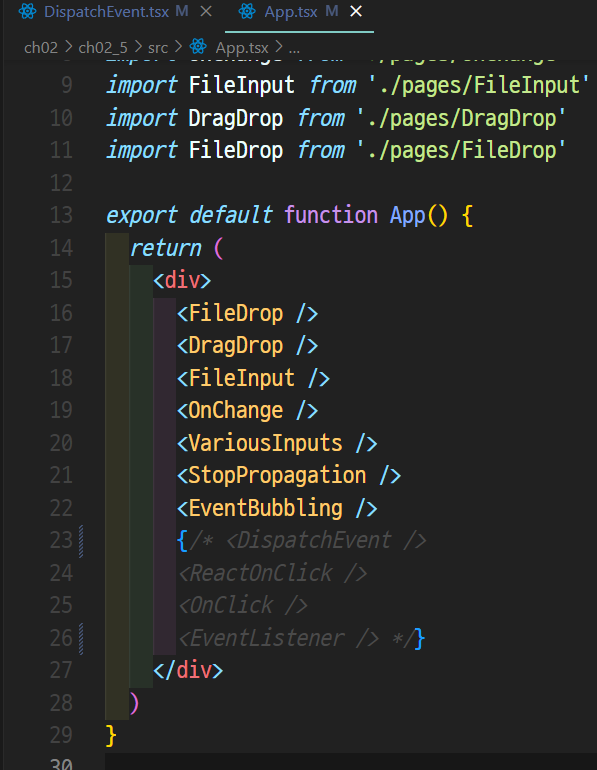 DispatchEvent.tsx M × App.tsx M ×
ch02 > ch02_5 > src > App.tsx > ...
9 import FileInput from './pages/FileInput'
10 import DragDrop from './pages/DragDrop'
11 import FileDrop from './pages/FileDrop'
12
13 export default function App() {
14 return (
15 <div>
16 <FileDrop />
17 <DragDrop />
18 <FileInput />
19 <OnChange />
20 <VariousInputs />
21 <StopPropagation />
22 <EventBubbling />
23 {/* <DispatchEvent />
24 <ReactOnClick />
25 <OnClick />
26 <EventListener /> */}
27 </div>
28 )
29 }
30